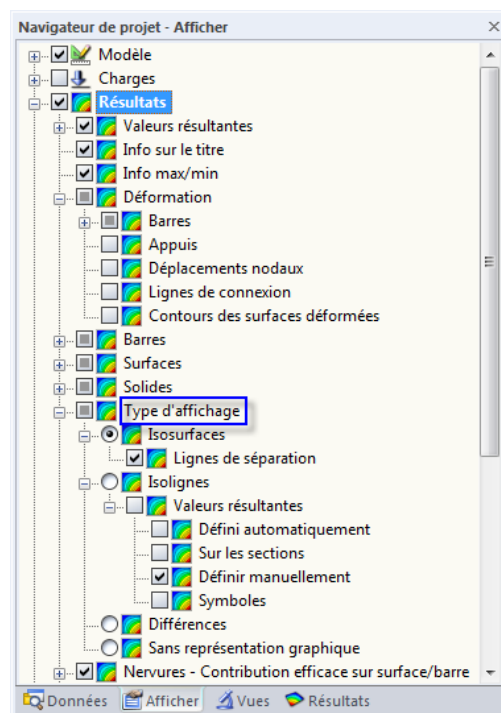 Navigateur de projet - Afficher
Modèle
Charges
Résultats
Valeurs résultantes
Info sur le titre
Info max/min
Déformation
Barres
Appuis
Déplacements nodaux
Lignes de connexion
Contours des surfaces déformées
Barres
Surfaces
Solides
Type d'affichage
Isosurfaces
Lignes de séparation
Isolignes
Valeurs résultantes
Défini automatiquement
Sur les sections
Définir manuellement
Symboles
Différences
Sans représentation graphique
Nervures - Contribution efficace sur surface/barre
Données Afficher Vues Résultats